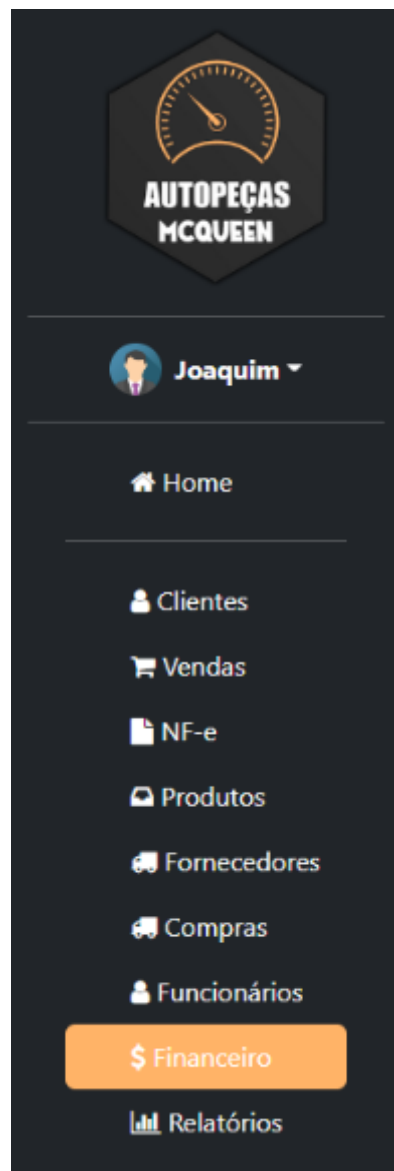 AUTOPEÇAS
MCQUEEN
Joaquim
Home
Clientes
Vendas
NF-e
Produtos
Fornecedores
Compras
Funcionários
$ Financeiro
Relatórios